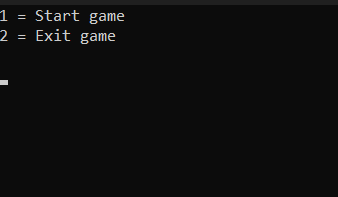 1 = Start game
2 = Exit game